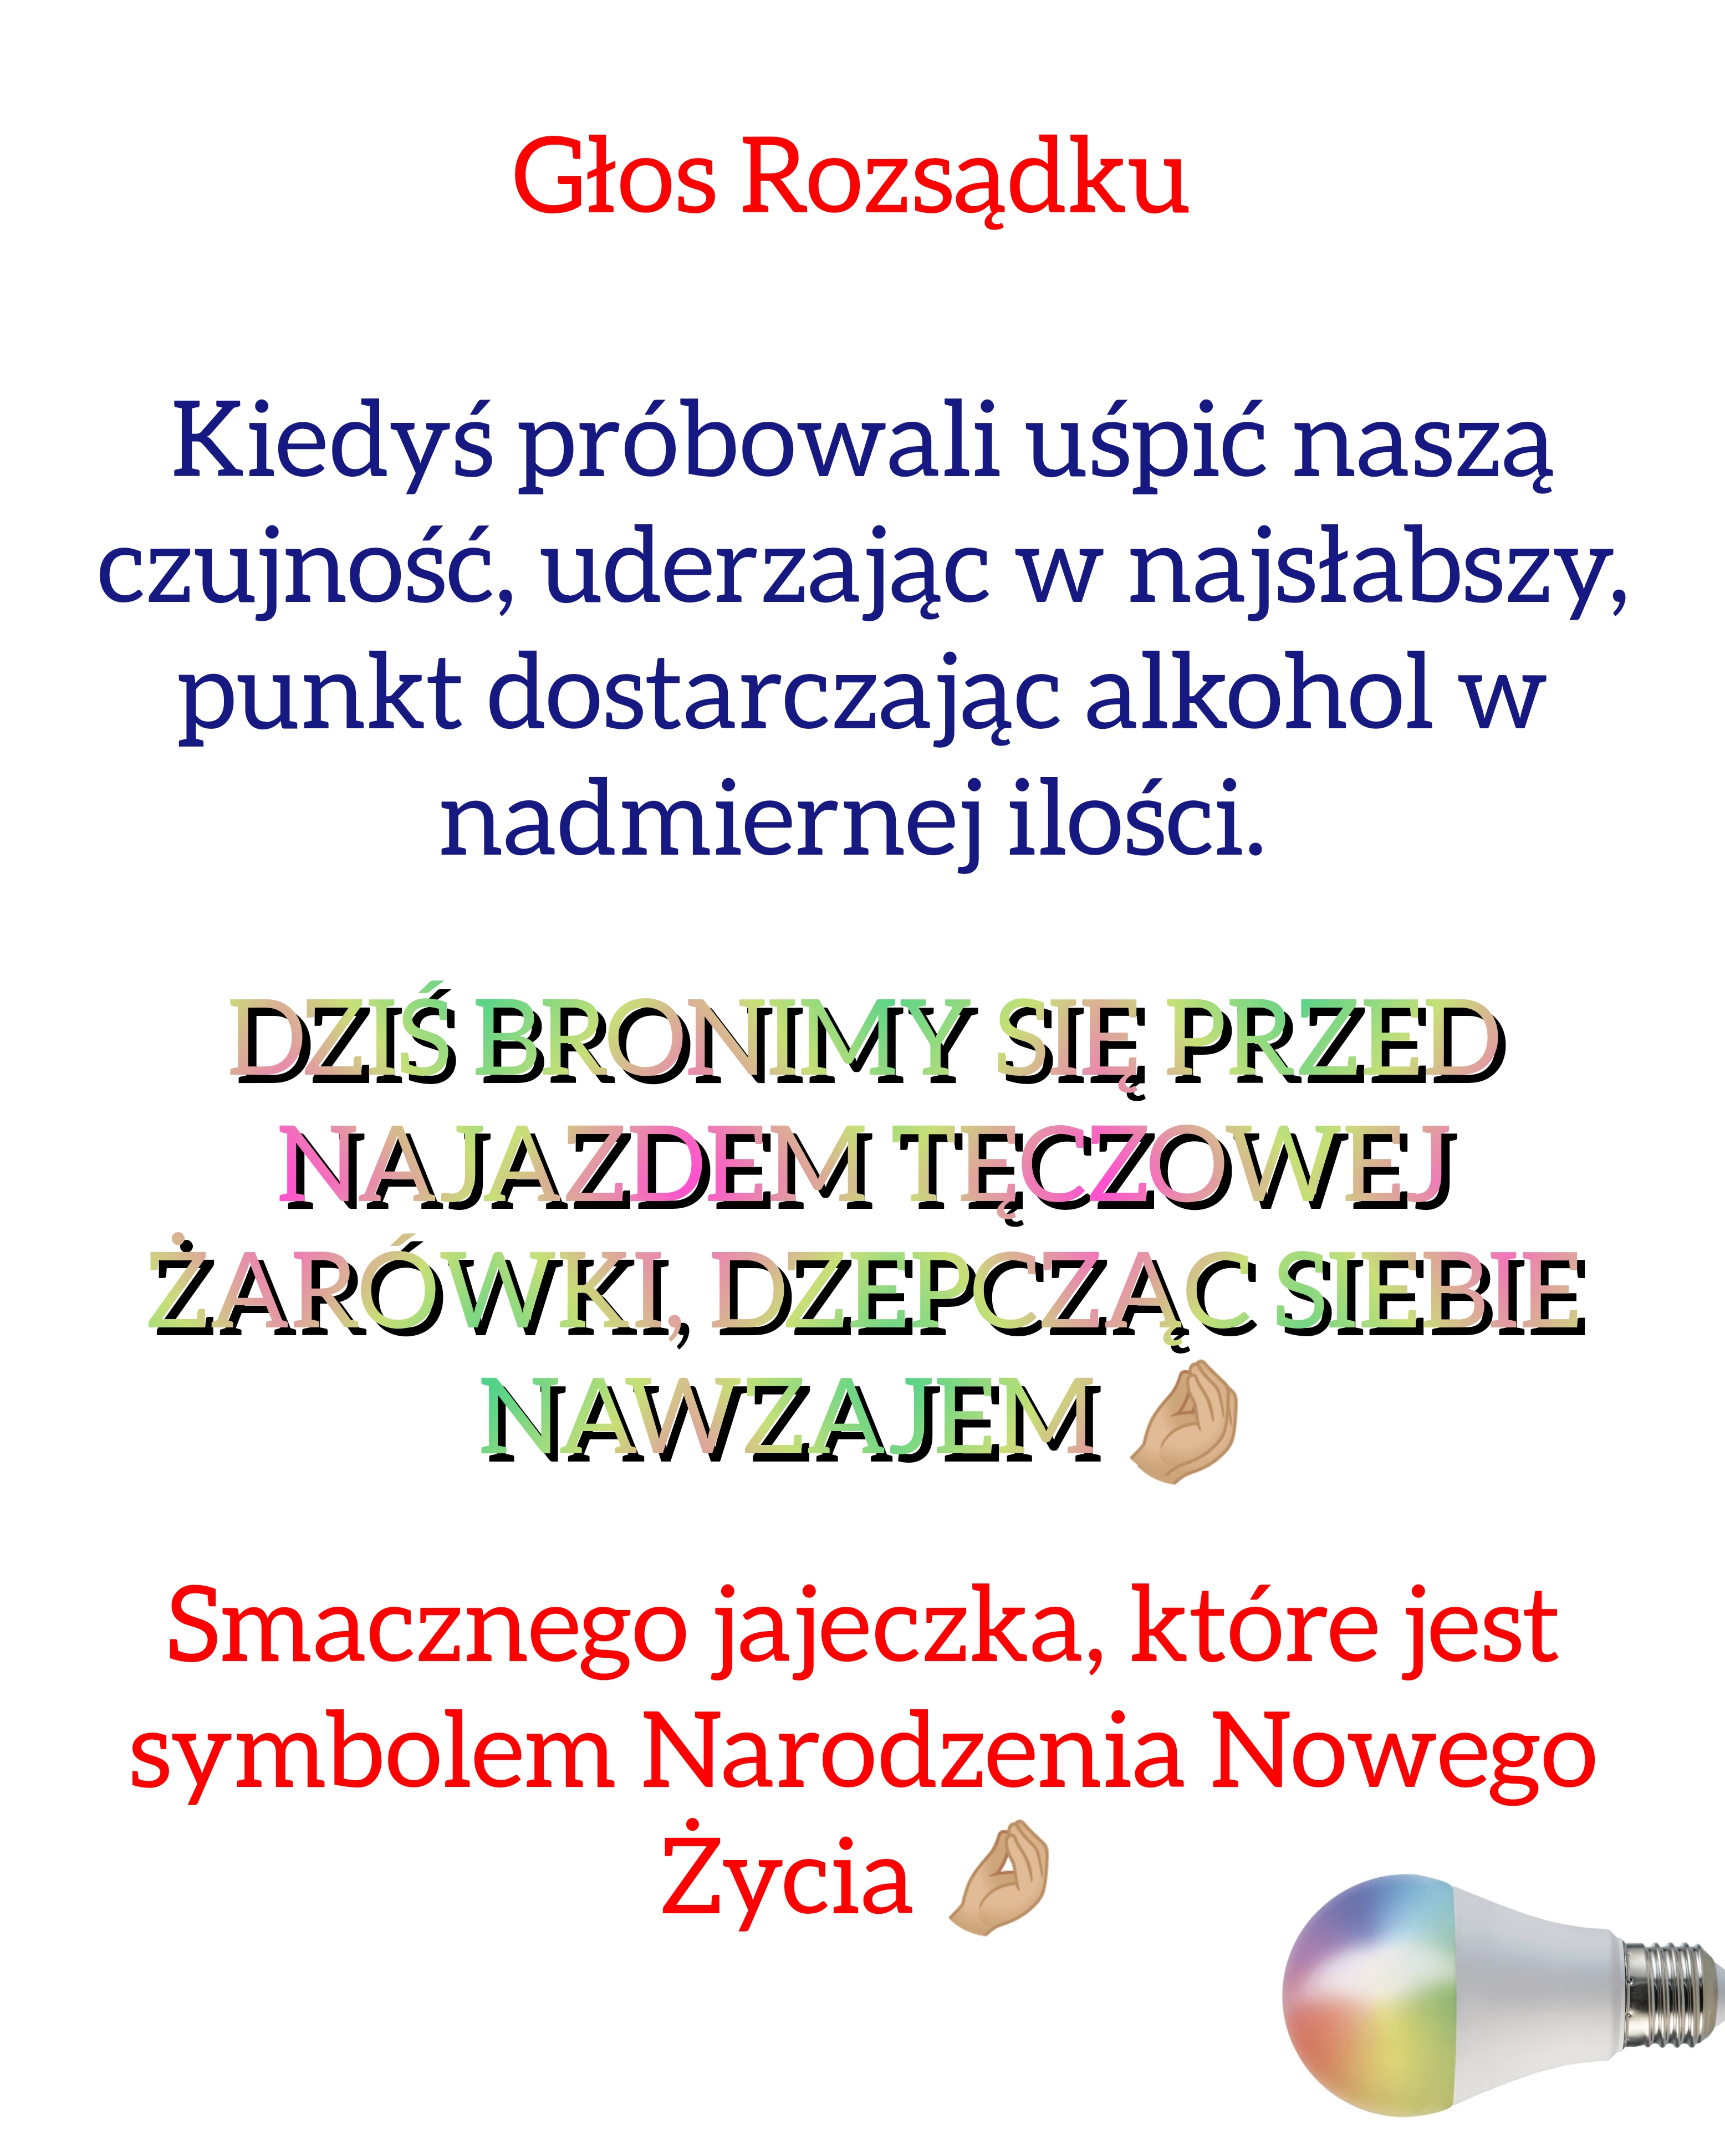 Głos Rozsądku
Kiedyś próbowali uśpić naszą
czujność, uderzając w najsłabszy,
punkt dostarczając alkohol w
nadmiernej ilości.
DZIŚ BRONIMY SIĘ PRZED
NAJAZDEM TĘCZOWEJ
ŻARÓWKI, DZEPCZĄC SIEBIE
NAWZAJEM 🤌🏼
Smacznego jajeczka, które jest
symbolem Narodzenia Nowego
Życia 🤌🏼